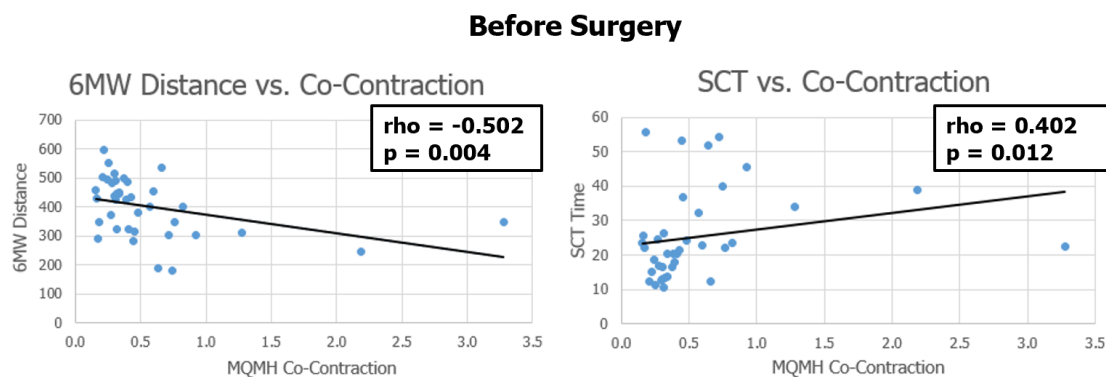 Before Surgery
6MW Distance vs. Co-Contraction
rho = -0.502
p = 0.004
700
600
500
400
300
200
100
0
6MW Distance
0.0 0.5 1.0 1.5 2.0 2.5 3.0 3.5
MQMH Co-Contraction
SCT vs. Co-Contraction
rho = 0.402
p = 0.012
60
50
40
30
20
10
0
SCT Time
0.0 0.5 1.0 1.5 2.0 2.5 3.0 3.5
MQMH Co-Contraction